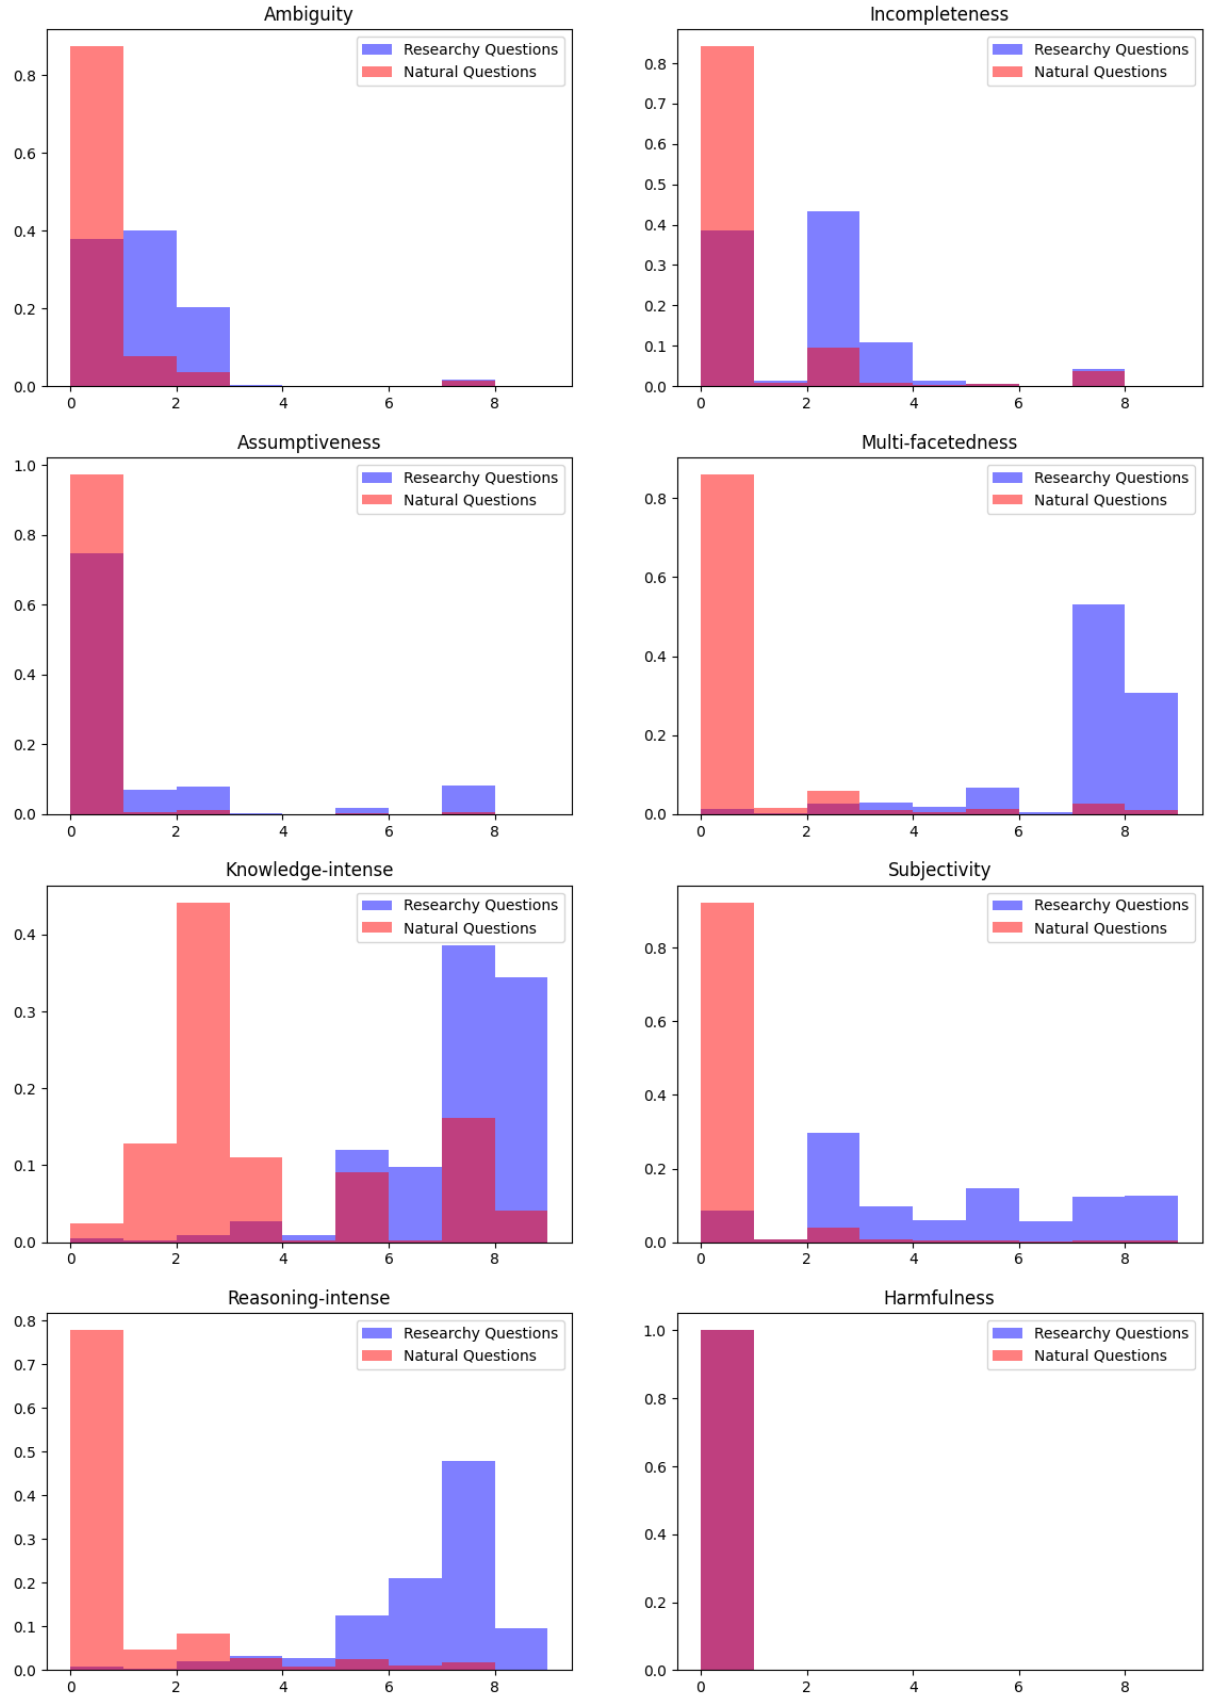 Ambiguity
Researchy Questions
Natural Questions
0.8
0.6
0.4
0.2
0.0
0 2 4 6 8
Incompleteness
Researchy Questions
Natural Questions
0.8
0.7
0.6
0.5
0.4
0.3
0.2
0.1
0.0
0 2 4 6 8
Assumptiveness
Researchy Questions
Natural Questions
1.0
0.8
0.6
0.4
0.2
0.0
0 2 4 6 8
Multi-facetedness
Researchy Questions
Natural Questions
0.8
0.6
0.4
0.2
0.0
0 2 4 6 8
Knowledge-intense
Researchy Questions
Natural Questions
0.4
0.3
0.2
0.1
0.0
0 2 4 6 8
Subjectivity
Researchy Questions
Natural Questions
0.8
0.6
0.4
0.2
0.0
0 2 4 6 8
Reasoning-intense
Researchy Questions
Natural Questions
0.8
0.7
0.6
0.5
0.4
0.3
0.2
0.1
0.0
0 2 4 6 8
Harmfulness
Researchy Questions
Natural Questions
1.0
0.8
0.6
0.4
0.2
0.0
0 2 4 6 8